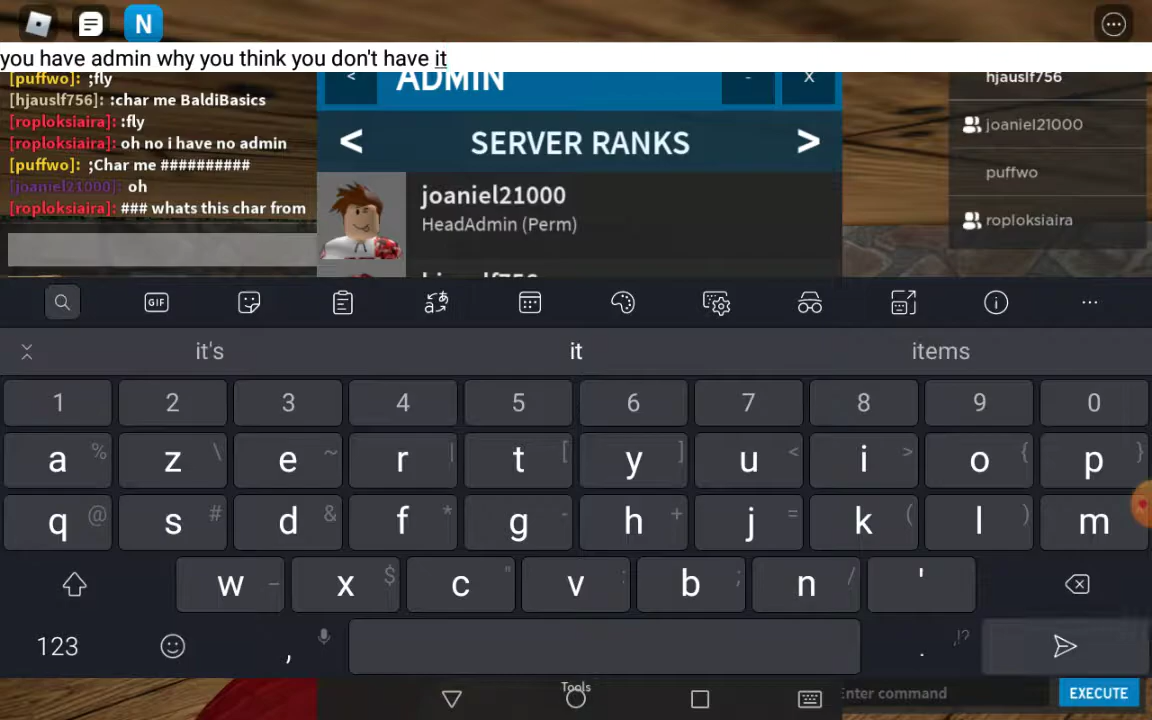 N
you have admin why you think you don't have it
[puffwo]: ;fly
[hjauslf756]: :char me BaldiBasics
[roploksiaira]: :fly
[roploksiaira]: oh no i have no admin
[puffwo]: ;Char me ##########
[joaniel21000]: oh
[roploksiaira]: ### whats this char from
< ADMIN - x
< SERVER RANKS >
joaniel21000
HeadAdmin (Perm)
hjauslf756
hjauslf756
joaniel21000
puffwo
roploksiaira
GIF
it's it items
1 2 3 4 5 6 7 8 9 0
a % z \ e ~ r | t [ y ] u < i > o { p }
q @ s # d & f * g - h + j = k ( l ) m
w _ x $ c " v : b ; n / '
123 , . ,!?
Tools
Enter command EXECUTE